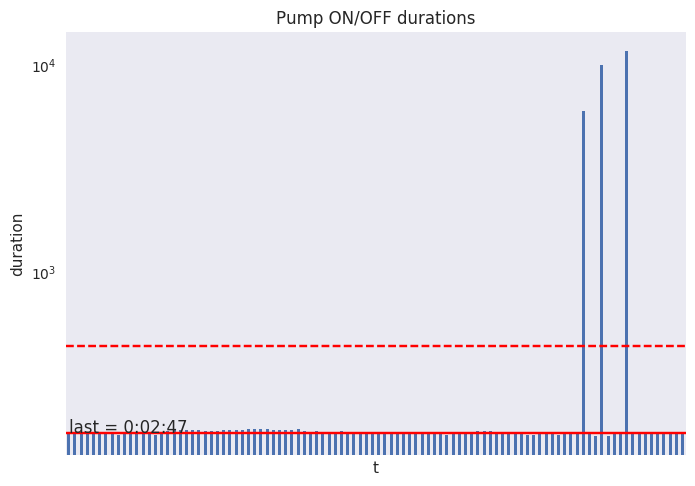 Pump ON/OFF durations
10⁴
10³
duration
last = 0:02:47
t